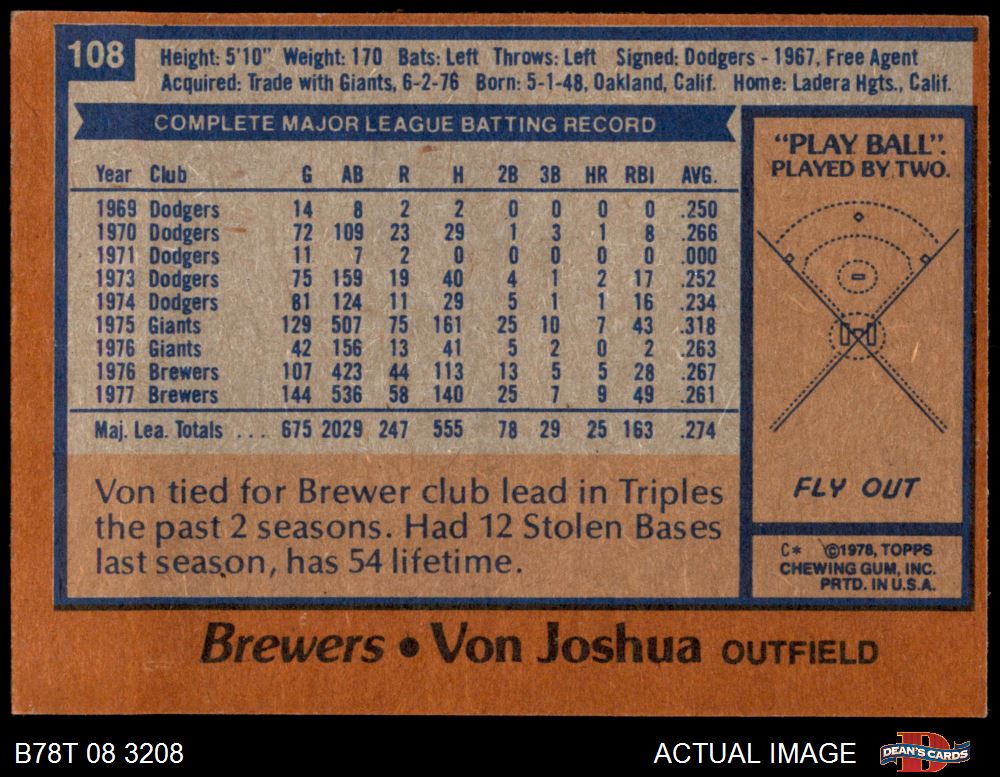 108
Height: 5'10" Weight: 170 Bats: Left Throws: Left Signed: Dodgers - 1967, Free Agent
Acquired: Trade with Giants, 6-2-76 Born: 5-1-48, Oakland, Calif. Home: Ladera Hgts., Calif.
COMPLETE MAJOR LEAGUE BATTING RECORD
Year Club G AB R H 2B 3B HR RBI AVG.
1969 Dodgers 14 8 2 2 0 0 0 0 .250
1970 Dodgers 72 109 23 29 1 3 1 8 .266
1971 Dodgers 11 7 2 0 0 0 0 0 .000
1973 Dodgers 75 159 19 40 4 1 2 17 .252
1974 Dodgers 81 124 11 29 5 1 1 16 .234
1975 Giants 129 507 75 161 25 10 7 43 .318
1976 Giants 42 156 13 41 5 2 0 2 .263
1976 Brewers 107 423 44 113 13 5 5 28 .267
1977 Brewers 144 536 58 140 25 7 9 49 .261
Maj. Lea. Totals ... 675 2029 247 555 78 29 25 163 .274
Von tied for Brewer club lead in Triples
the past 2 seasons. Had 12 Stolen Bases
last season, has 54 lifetime.
"PLAY BALL".
PLAYED BY TWO.
FLY OUT
C* ©1978, TOPPS
CHEWING GUM, INC.
PRTD. IN U.S.A.
Brewers • Von Joshua OUTFIELD
B78T 08 3208
ACTUAL IMAGE
DEAN'S CARDS